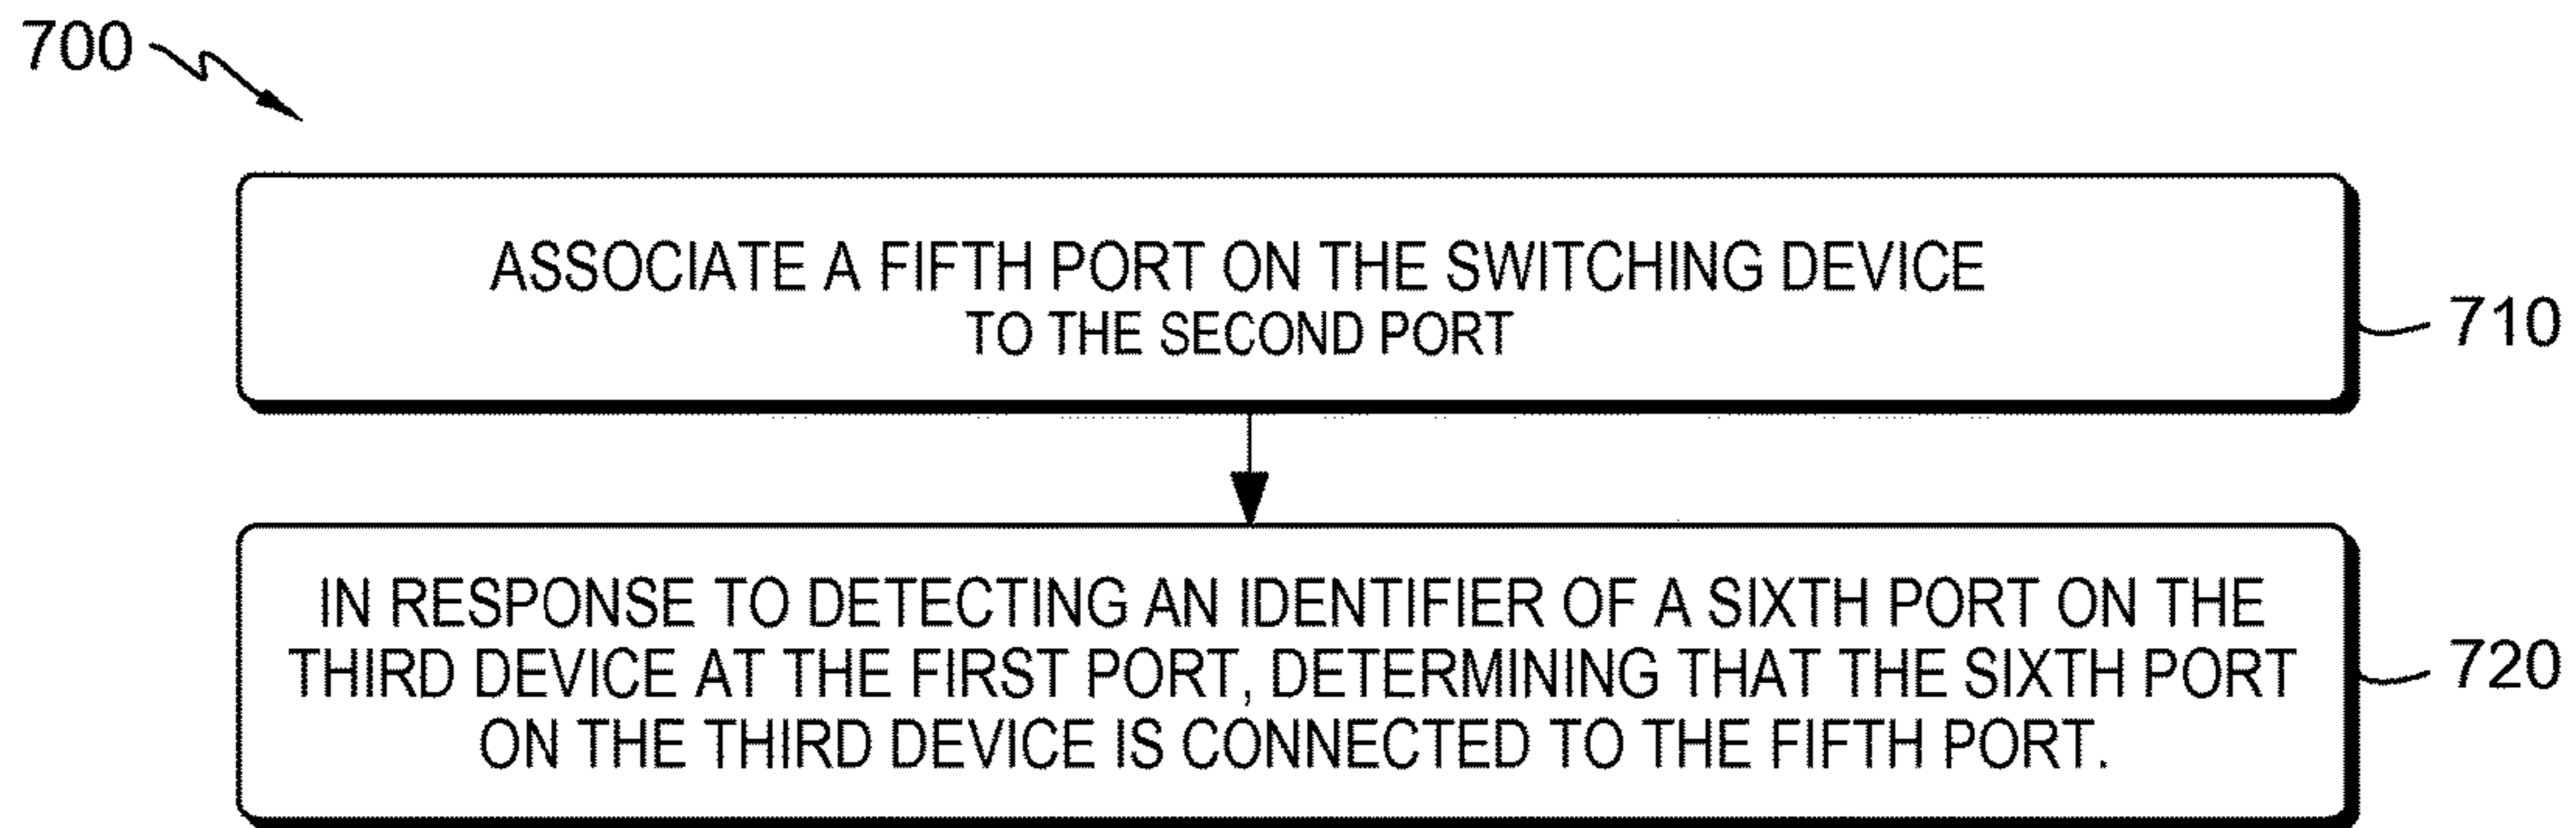 700
ASSOCIATE A FIFTH PORT ON THE SWITCHING DEVICE
TO THE SECOND PORT
710
IN RESPONSE TO DETECTING AN IDENTIFIER OF A SIXTH PORT ON THE
THIRD DEVICE AT THE FIRST PORT, DETERMINING THAT THE SIXTH PORT
ON THE THIRD DEVICE IS CONNECTED TO THE FIFTH PORT.
720